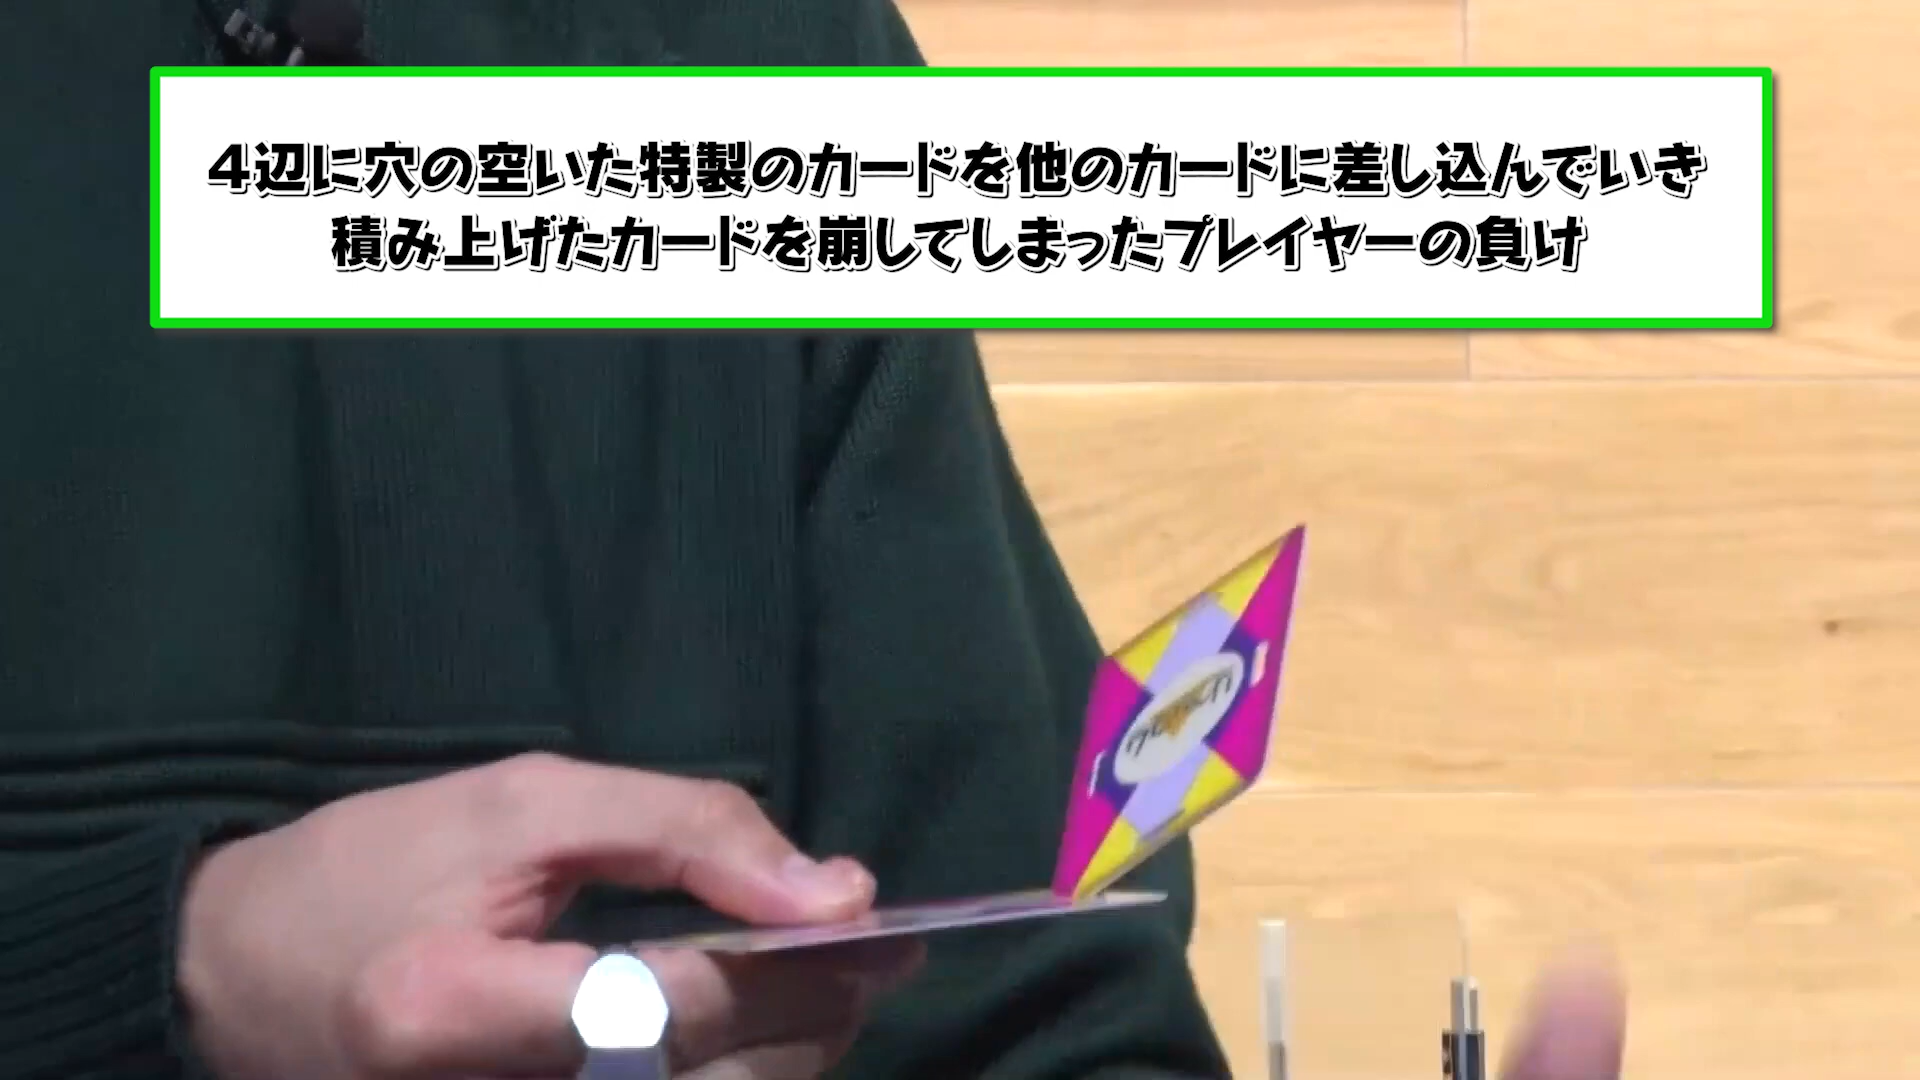 ４辺に穴の空いた特製のカードを他のカードに差し込んでいき
積み上げたカードを崩してしまったプレイヤーの負け